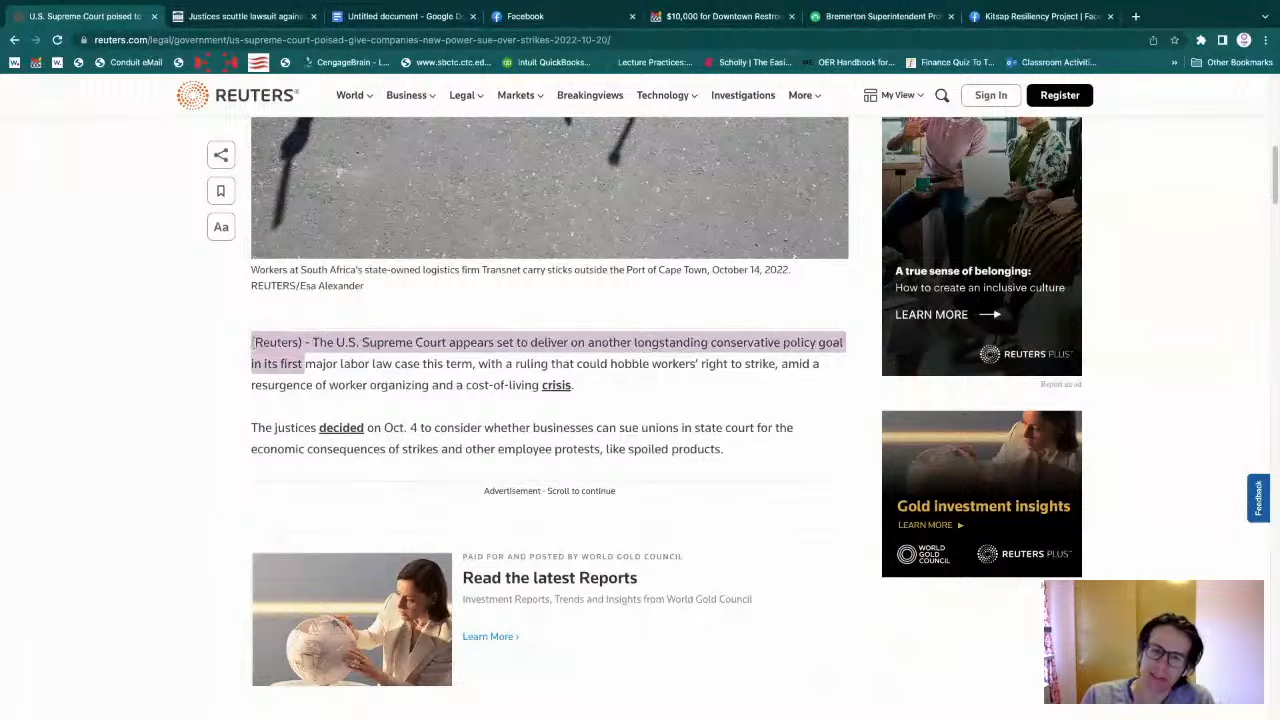 U.S. Supreme Court poised to
Justices scuttle lawsuit agains
Untitled document - Google D
Facebook
$10,000 for Downtown Restro
Bremerton Superintendent Pr
Kitsap Resiliency Project | Fac
reuters.com/legal/government/us-supreme-court-poised-give-companies-new-power-sue-over-strikes-2022-10-20/
Conduit eMail
CengageBrain - L...
www.sbctc.ctc.ed...
Intuit QuickBooks...
Lecture Practices:...
Scholly | The Easi...
OER Handbook for...
Finance Quiz To T...
Classroom Activiti...
Other Bookmarks
REUTERS
World
Business
Legal
Markets
Breakingviews
Technology
Investigations
More
My View
Sign In
Register
Aa
Workers at South Africa's state-owned logistics firm Transnet carry sticks outside the Port of Cape Town, October 14, 2022.
REUTERS/Esa Alexander
(Reuters) - The U.S. Supreme Court appears set to deliver on another longstanding conservative policy goal
in its first major labor law case this term, with a ruling that could hobble workers' right to strike, amid a
resurgence of worker organizing and a cost-of-living crisis.
The justices decided on Oct. 4 to consider whether businesses can sue unions in state court for the
economic consequences of strikes and other employee protests, like spoiled products.
Advertisement · Scroll to continue
PAID FOR AND POSTED BY WORLD GOLD COUNCIL
Read the latest Reports
Investment Reports, Trends and Insights from World Gold Council
Learn More ›
A true sense of belonging:
How to create an inclusive culture
LEARN MORE
REUTERS PLUS
Report an ad
Gold investment insights
LEARN MORE
WORLD
GOLD
COUNCIL
REUTERS PLUS
Feedback